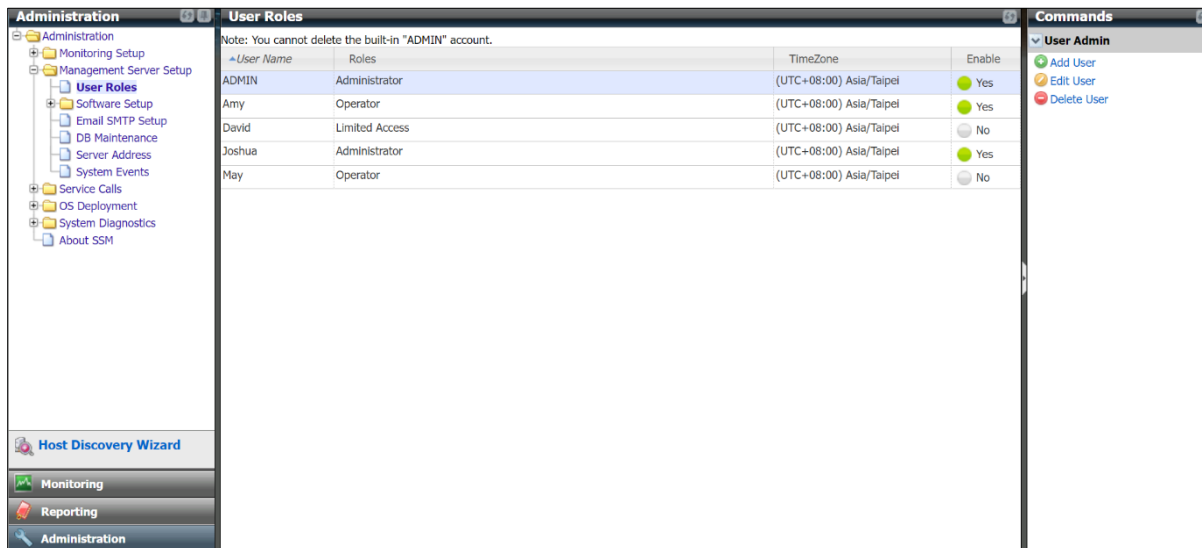 Administration
Administration
Monitoring Setup
Management Server Setup
User Roles
Software Setup
Email SMTP Setup
DB Maintenance
Server Address
System Events
Service Calls
OS Deployment
System Diagnostics
About SSM
Host Discovery Wizard
Monitoring
Reporting
Administration
User Roles
Note: You cannot delete the built-in "ADMIN" account.
User Name Roles TimeZone Enable
ADMIN Administrator (UTC+08:00) Asia/Taipei Yes
Amy Operator (UTC+08:00) Asia/Taipei Yes
David Limited Access (UTC+08:00) Asia/Taipei No
Joshua Administrator (UTC+08:00) Asia/Taipei Yes
May Operator (UTC+08:00) Asia/Taipei No
Commands
User Admin
Add User
Edit User
Delete User